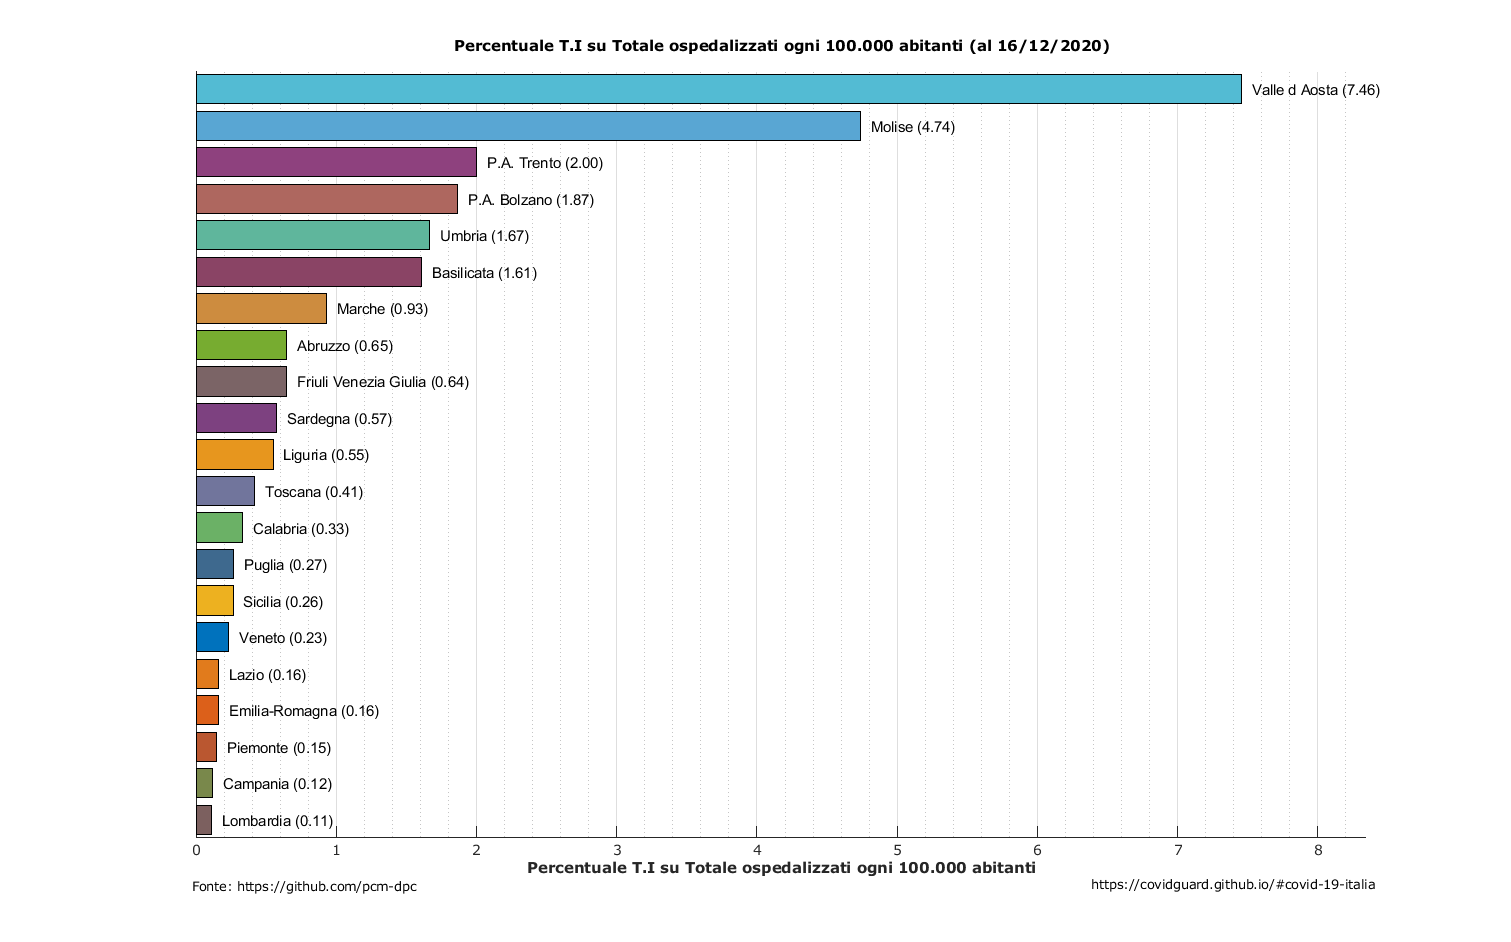 Percentuale T.I su Totale ospedalizzati ogni 100.000 abitanti (al 16/12/2020)
Valle d Aosta (7.46)
Molise (4.74)
P.A. Trento (2.00)
P.A. Bolzano (1.87)
Umbria (1.67)
Basilicata (1.61)
Marche (0.93)
Abruzzo (0.65)
Friuli Venezia Giulia (0.64)
Sardegna (0.57)
Liguria (0.55)
Toscana (0.41)
Calabria (0.33)
Puglia (0.27)
Sicilia (0.26)
Veneto (0.23)
Lazio (0.16)
Emilia-Romagna (0.16)
Piemonte (0.15)
Campania (0.12)
Lombardia (0.11)
0 1 2 3 4 5 6 7 8
Percentuale T.I su Totale ospedalizzati ogni 100.000 abitanti
Fonte: https://github.com/pcm-dpc
https://covidguard.github.io/#covid-19-italia